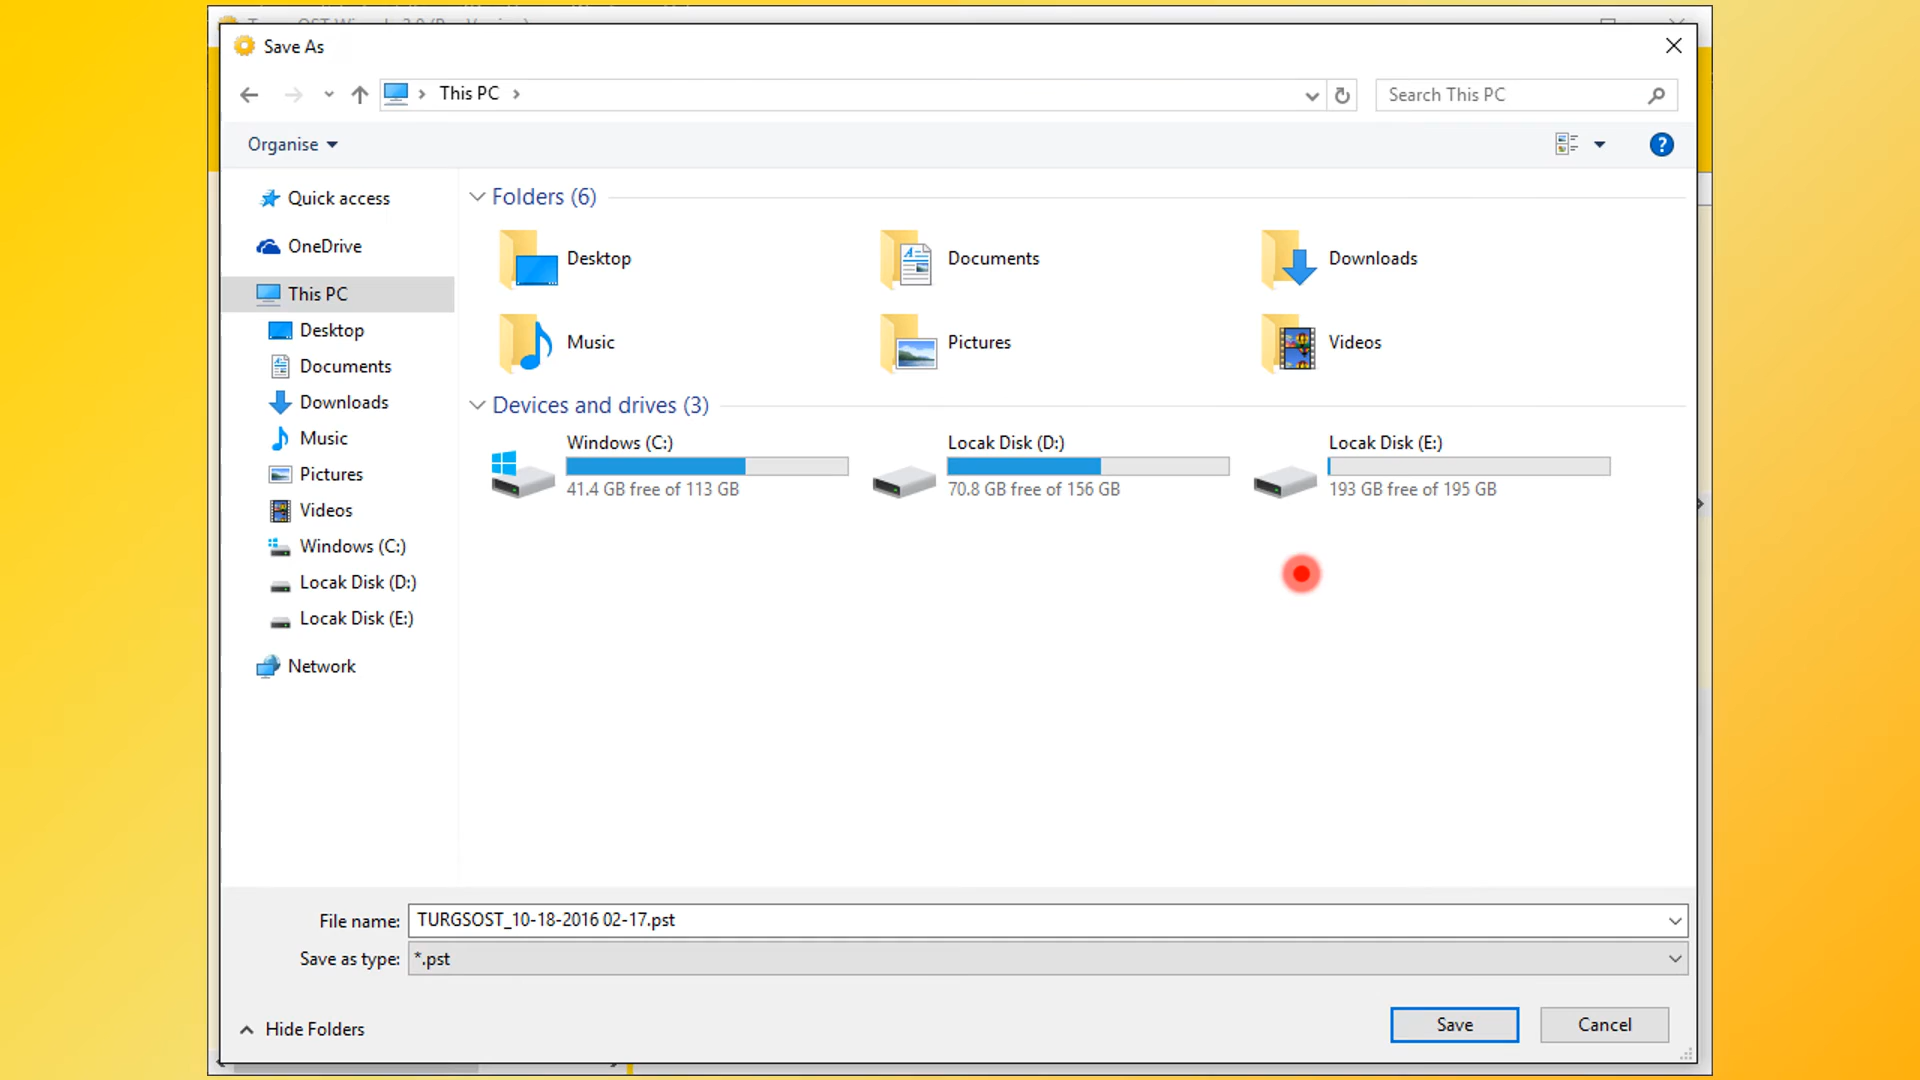 Save As
This PC
Search This PC
Organise
?
Quick access
OneDrive
This PC
Desktop
Documents
Downloads
Music
Pictures
Videos
Windows (C:)
Locak Disk (D:)
Locak Disk (E:)
Network
Folders (6)
Desktop
Documents
Downloads
Music
Pictures
Videos
Devices and drives (3)
Windows (C:)
41.4 GB free of 113 GB
Locak Disk (D:)
70.8 GB free of 156 GB
Locak Disk (E:)
193 GB free of 195 GB
File name: TURGSOST_10-18-2016 02-17.pst
Save as type: *.pst
Hide Folders
Save
Cancel